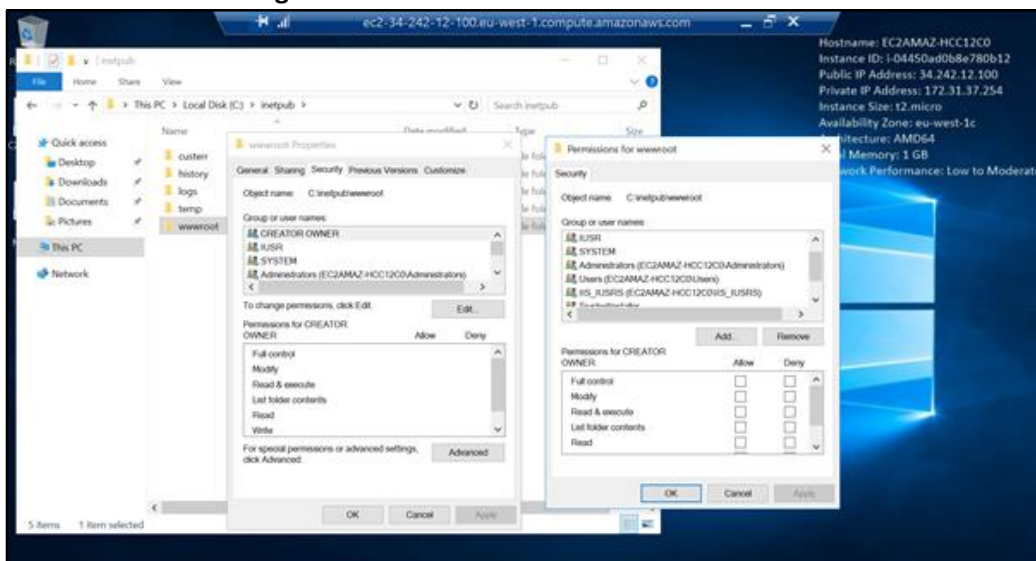 ec2-34-242-12-100.eu-west-1.compute.amazonaws.com
Hostname: EC2AMAZ-HCC12C0
Instance ID: i-04450ad0b8e780b12
Public IP Address: 34.242.12.100
Private IP Address: 172.31.37.254
Instance Size: t2.micro
Availability Zone: eu-west-1c
hitecture: AMD64
l Memory: 1 GB
work Performance: Low to Moderate
inetpub
File Home Share View
This PC > Local Disk (C:) > inetpub >
Search inetpub
Name Date modified Type Size
Quick access
Desktop
Downloads
Documents
Pictures
This PC
Network
custerr
history
logs
temp
wwwroot
5 items 1 item selected
wwwroot Properties
General Sharing Security Previous Versions Customize
Object name: C:\inetpub\wwwroot
Group or user names:
CREATOR OWNER
IUSR
SYSTEM
Administrators (EC2AMAZ-HCC12C0\Administrators)
To change permissions, click Edit.
Edit...
Permissions for CREATOR
OWNER Allow Deny
Full control
Modify
Read & execute
List folder contents
Read
Write
For special permissions or advanced settings,
click Advanced.
Advanced
OK Cancel Apply
Permissions for wwwroot
Security
Object name: C:\inetpub\wwwroot
Group or user names:
IUSR
SYSTEM
Administrators (EC2AMAZ-HCC12C0\Administrators)
Users (EC2AMAZ-HCC12C0\Users)
IIS_IUSRS (EC2AMAZ-HCC12C0\IIS_IUSRS)
TrustedInstaller
Add... Remove
Permissions for CREATOR
OWNER Allow Deny
Full control
Modify
Read & execute
List folder contents
Read
OK Cancel Apply